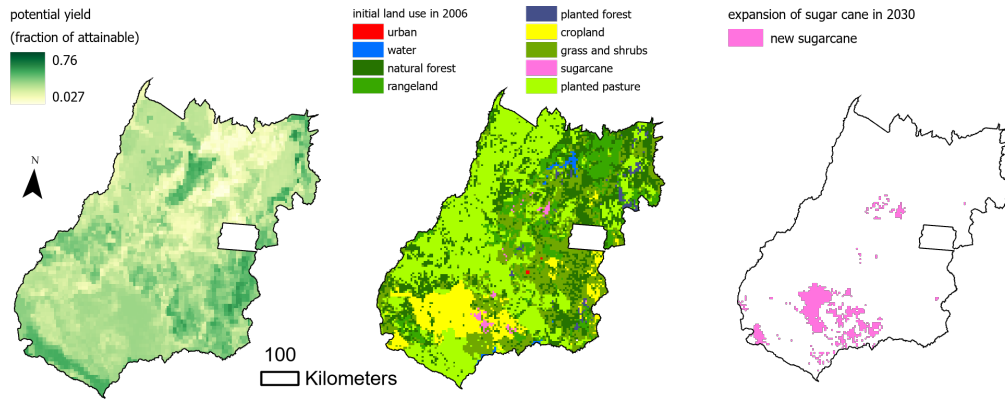 potential yield
(fraction of attainable)
0.76
0.027
N
initial land use in 2006
urban
water
natural forest
rangeland
planted forest
cropland
grass and shrubs
sugarcane
planted pasture
expansion of sugar cane in 2030
new sugarcane
100
Kilometers